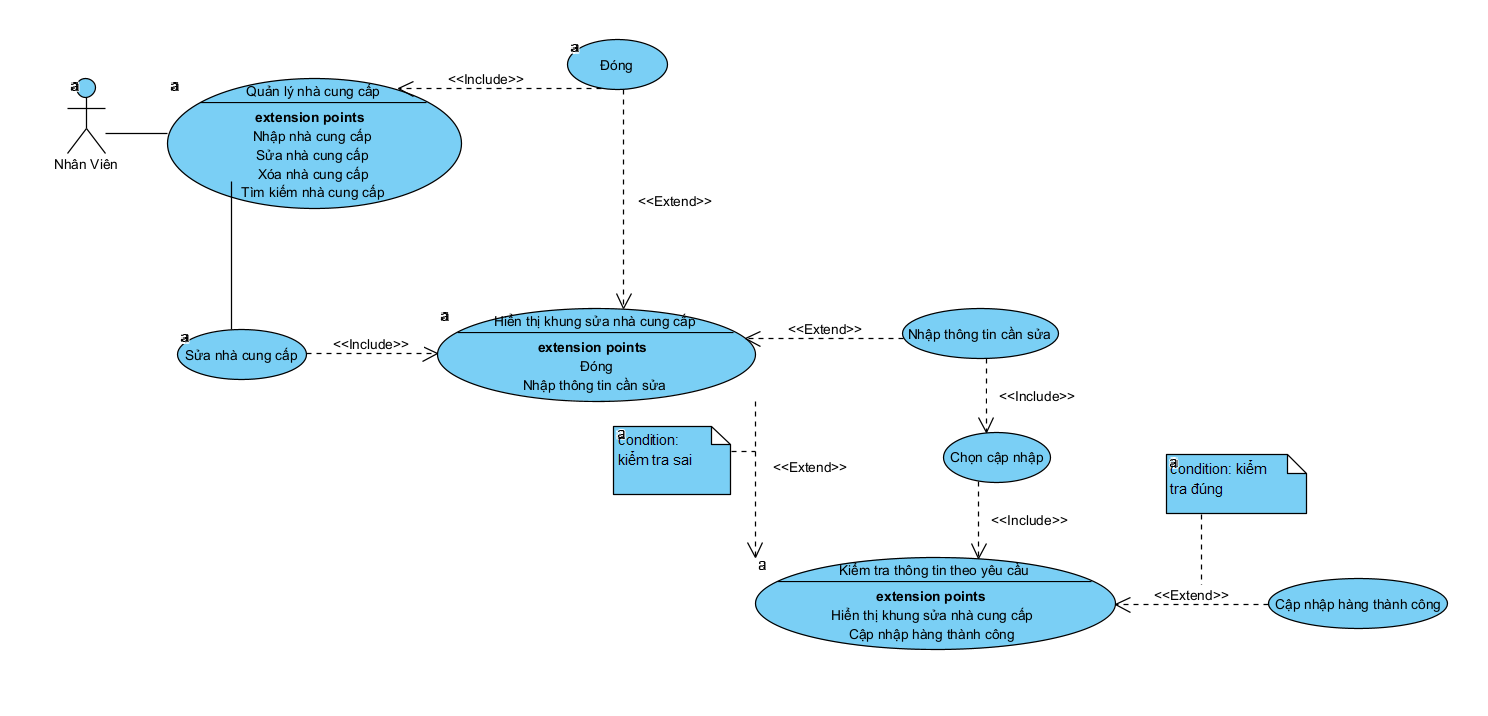 a
Đóng
a
a
<<Include>>
Quản lý nhà cung cấp
extension points
Nhập nhà cung cấp
Sửa nhà cung cấp
Xóa nhà cung cấp
Tìm kiếm nhà cung cấp
Nhân Viên
<<Extend>>
a
Hiển thị khung sửa nhà cung cấp
extension points
Đóng
Nhập thông tin cần sửa
<<Extend>>
Nhập thông tin cần sửa
a
Sửa nhà cung cấp
<<Include>>
<<Include>>
a
condition:
kiểm tra sai
<<Extend>>
Chọn cập nhập
a
condition: kiểm
tra đúng
<<Include>>
a
Kiểm tra thông tin theo yêu cầu
extension points
Hiển thị khung sửa nhà cung cấp
Cập nhập hàng thành công
<<Extend>>
Cập nhập hàng thành công